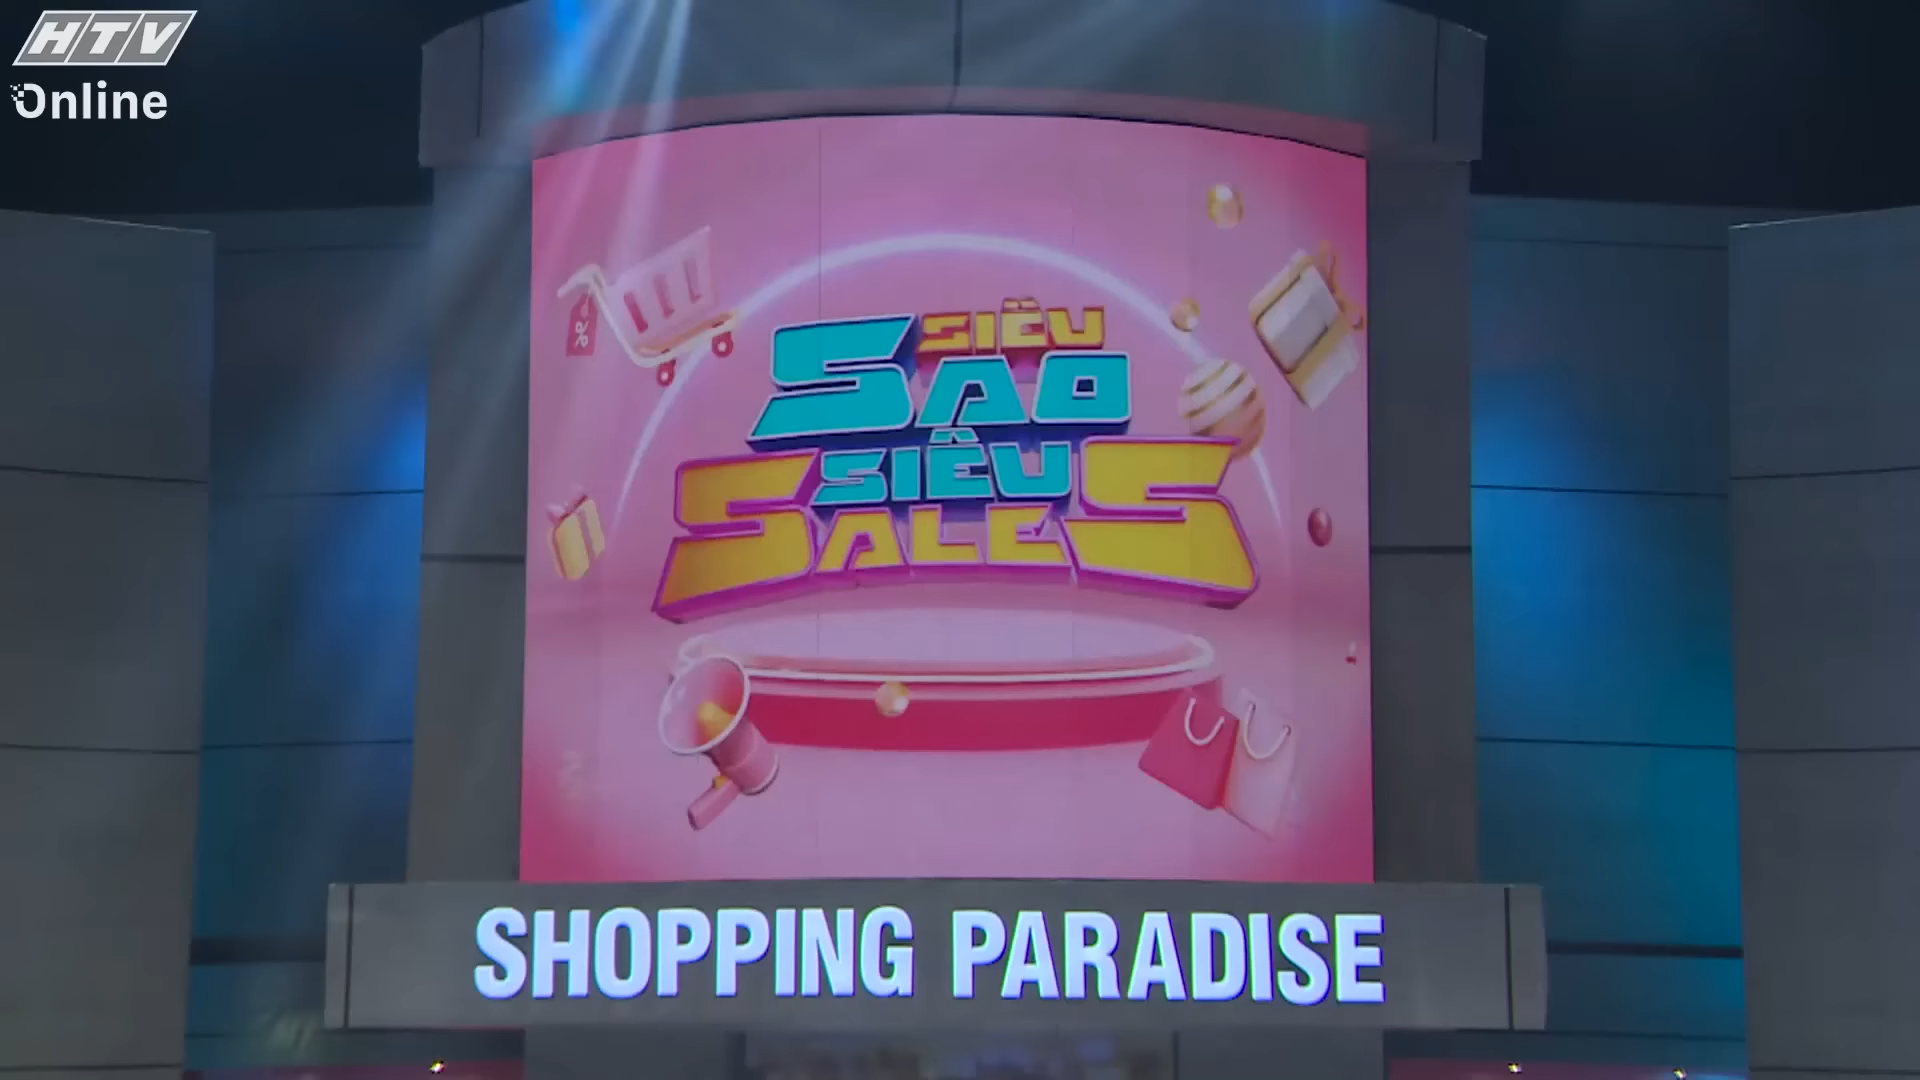 HTV
Online
%
SIÊU
SAO
SIÊU
SALES
SHOPPING PARADISE